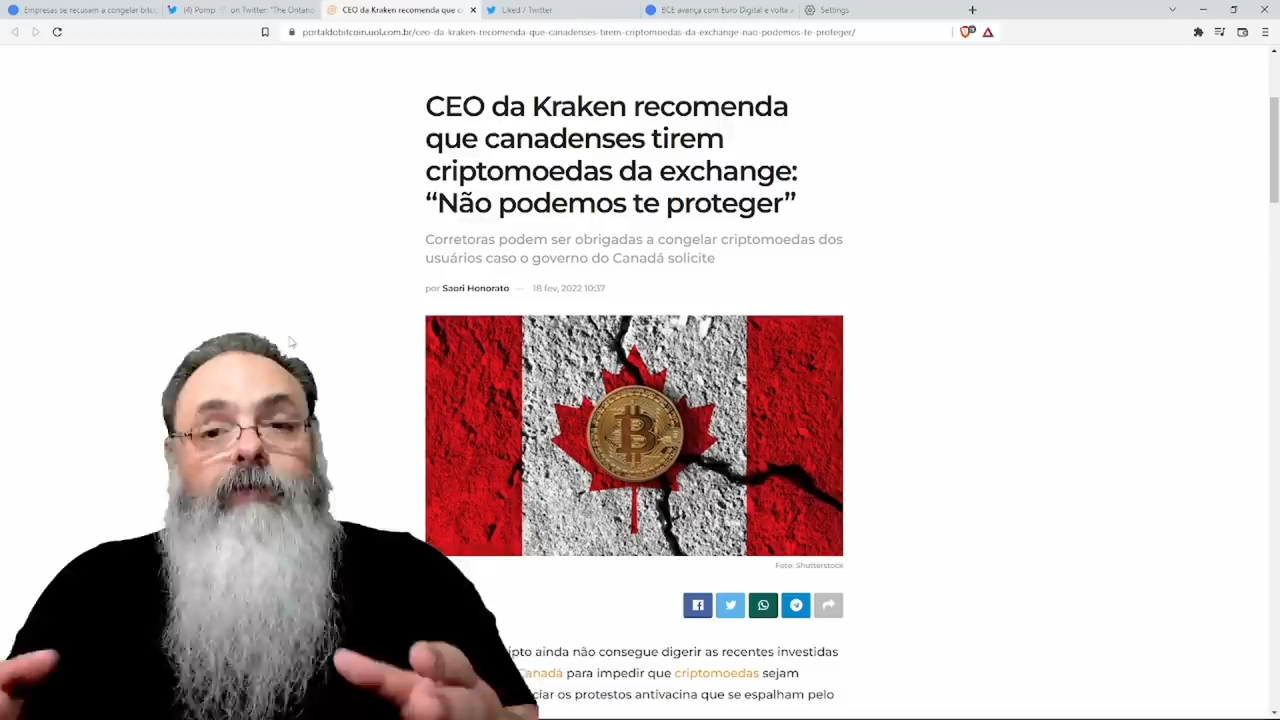 Empresas se recusam a congelar bitco
(4) Pomp on Twitter: "The Ontario
CEO da Kraken recomenda que c
Liked / Twitter
BCE avança com Euro Digital e volta
Settings
portaldobitcoin.uol.com.br/ceo-da-kraken-recomenda-que-canadenses-tirem-criptomoedas-da-exchange-nao-podemos-te-proteger/
CEO da Kraken recomenda
que canadenses tirem
criptomoedas da exchange:
“Não podemos te proteger”
Corretoras podem ser obrigadas a congelar criptomoedas dos
usuários caso o governo do Canadá solicite
por Saori Honorato — 18 fev, 2022 10:37
Foto: Shutterstock
ipto ainda não consegue digerir as recentes investidas
Canadá para impedir que criptomoedas sejam
ciar os protestos antivacina que se espalham pelo